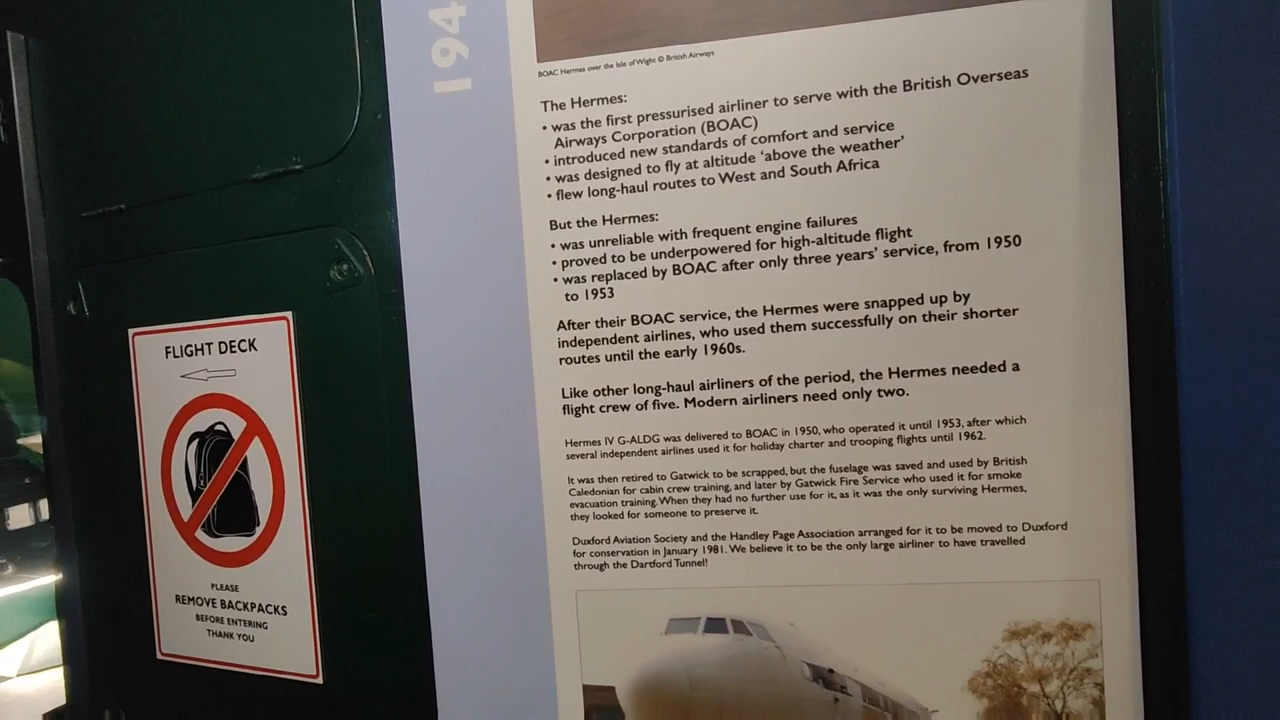 194
BOAC Hermes over the Isle of Wight © British Airways
The Hermes:
• was the first pressurised airliner to serve with the British Overseas
Airways Corporation (BOAC)
• introduced new standards of comfort and service
• was designed to fly at altitude ‘above the weather’
• flew long-haul routes to West and South Africa
But the Hermes:
• was unreliable with frequent engine failures
• proved to be underpowered for high-altitude flight
• was replaced by BOAC after only three years’ service, from 1950
to 1953
After their BOAC service, the Hermes were snapped up by
independent airlines, who used them successfully on their shorter
routes until the early 1960s.
Like other long-haul airliners of the period, the Hermes needed a
flight crew of five. Modern airliners need only two.
Hermes IV G-ALDG was delivered to BOAC in 1950, who operated it until 1953, after which
several independent airlines used it for holiday charter and trooping flights until 1962.
It was then retired to Gatwick to be scrapped, but the fuselage was saved and used by British
Caledonian for cabin crew training, and later by Gatwick Fire Service who used it for smoke
evacuation training. When they had no further use for it, as it was the only surviving Hermes,
they looked for someone to preserve it.
Duxford Aviation Society and the Handley Page Association arranged for it to be moved to Duxford
for conservation in January 1981. We believe it to be the only large airliner to have travelled
through the Dartford Tunnel!
FLIGHT DECK
PLEASE
REMOVE BACKPACKS
BEFORE ENTERING
THANK YOU